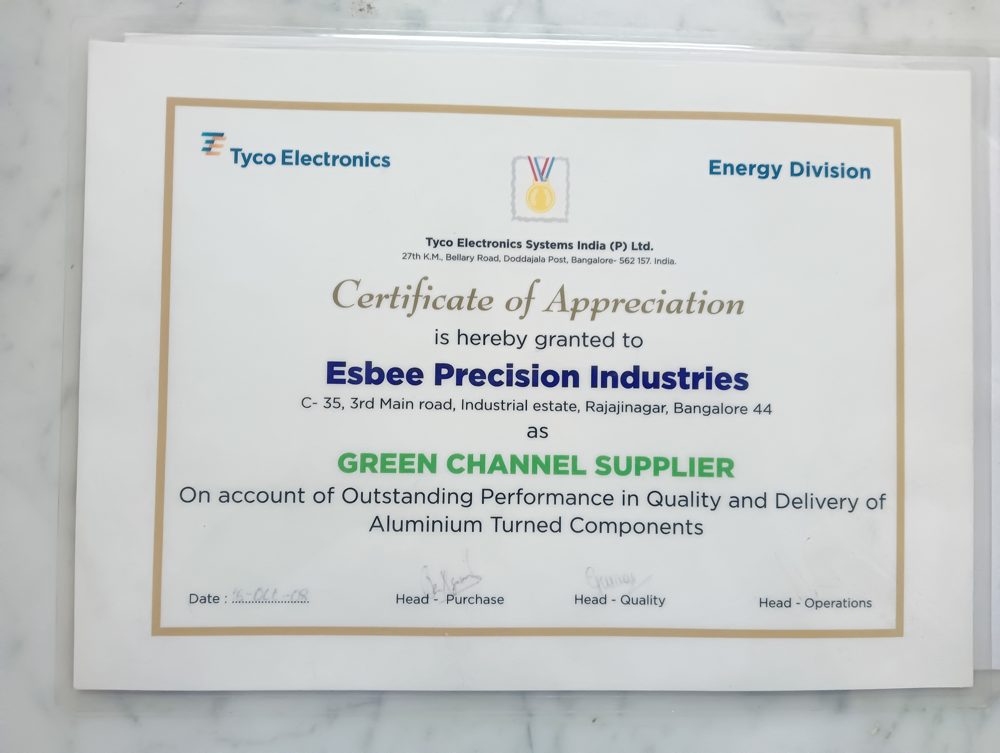 Tyco Electronics
Energy Division
Tyco Electronics Systems India (P) Ltd.
27th K.M., Bellary Road, Doddajala Post, Bangalore- 562 157. India.
Certificate of Appreciation
is hereby granted to
Esbee Precision Industries
C- 35, 3rd Main road, Industrial estate, Rajajinagar, Bangalore 44
as
GREEN CHANNEL SUPPLIER
On account of Outstanding Performance in Quality and Delivery of
Aluminium Turned Components
Date :
Head - Purchase
Head - Quality
Head - Operations